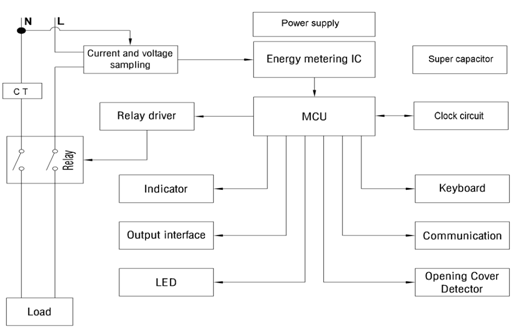 N L
Power supply
Current and voltage
sampling
Energy metering IC
Super capacitor
C T
Relay driver
MCU
Clock circuit
Relay
Indicator
Keyboard
Output interface
Communication
LED
Opening Cover
Detector
Load